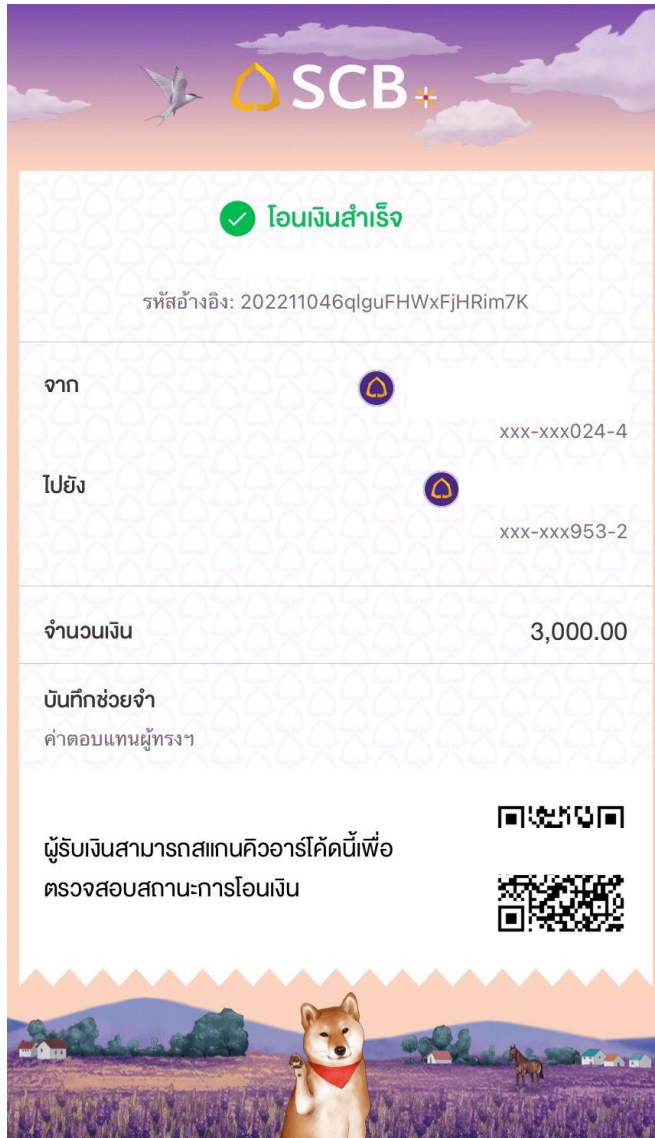 SCB
โอนเงินสำเร็จ
รหัสอ้างอิง: 202211046qlguFHWxFjHRim7K
จาก
xxx-xxx024-4
ไปยัง
xxx-xxx953-2
จำนวนเงิน 3,000.00
บันทึกช่วยจำ
ค่าตอบแทนผู้ทรงฯ
ผู้รับเงินสามารถสแกนคิวอาร์โค้ดนี้เพื่อ
ตรวจสอบสถานะการโอนเงิน